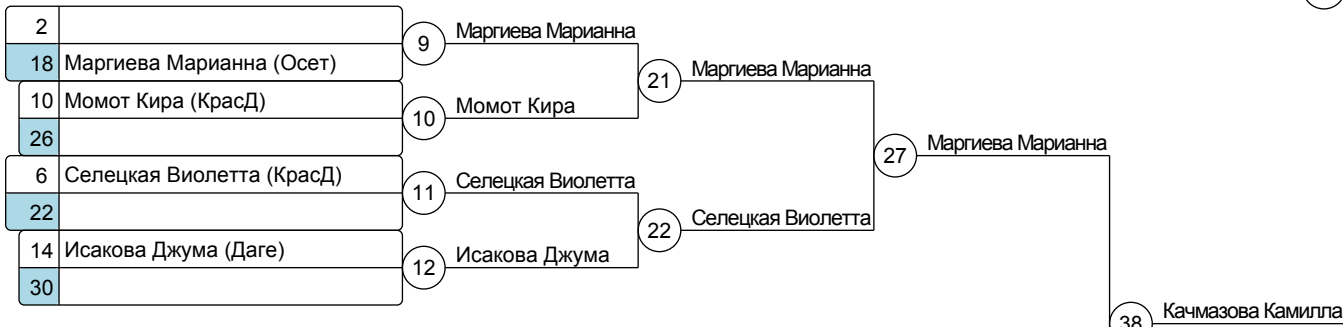 2
18 Маргиева Марианна (Осет)
10 Момот Кира (КрасД)
26
6 Селецкая Виолетта (КрасД)
22
14 Исакова Джума (Даге)
30
9 Маргиева Марианна
10 Момот Кира
11 Селецкая Виолетта
12 Исакова Джума
21 Маргиева Марианна
22 Селецкая Виолетта
27 Маргиева Марианна
38 Качмазова Камилла